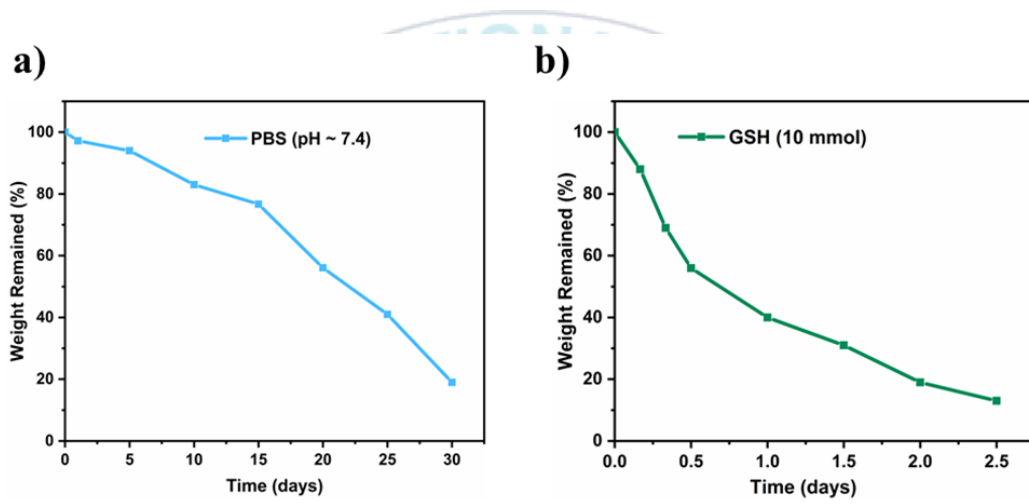 a)
PBS (pH ~ 7.4)
Weight Remained (%)
100
80
60
40
20
0
0 5 10 15 20 25 30
Time (days)
b)
GSH (10 mmol)
Weight Remained (%)
100
80
60
40
20
0
0.0 0.5 1.0 1.5 2.0 2.5
Time (days)